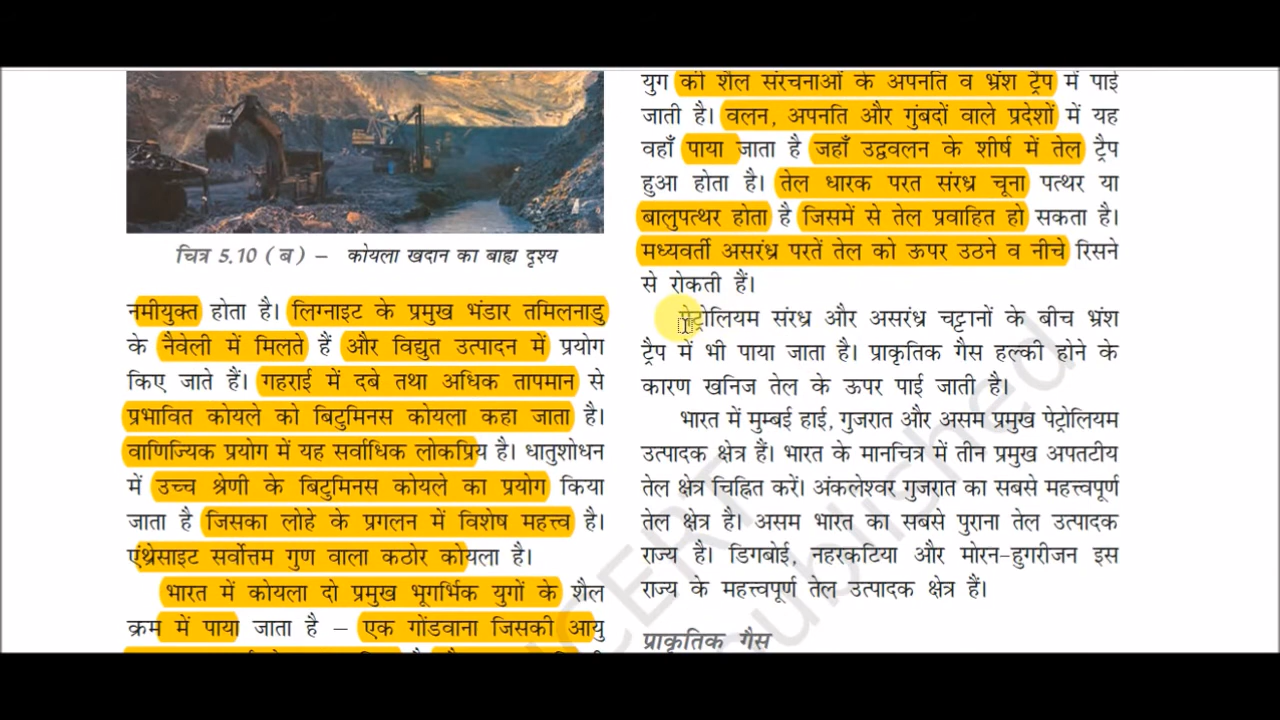 चित्र 5.10 (ब) – कोयला खदान का बाह्य दृश्य
नमीयुक्त होता है। लिग्नाइट के प्रमुख भंडार तमिलनाडु
के नैवेली में मिलते हैं और विद्युत उत्पादन में प्रयोग
किए जाते हैं। गहराई में दबे तथा अधिक तापमान से
प्रभावित कोयले को बिटुमिनस कोयला कहा जाता है।
वाणिज्यिक प्रयोग में यह सर्वाधिक लोकप्रिय है। धातुशोधन
में उच्च श्रेणी के बिटुमिनस कोयले का प्रयोग किया
जाता है जिसका लोहे के प्रगलन में विशेष महत्त्व है।
एंथ्रेसाइट सर्वोत्तम गुण वाला कठोर कोयला है।
भारत में कोयला दो प्रमुख भूगर्भिक युगों के शैल
क्रम में पाया जाता है – एक गोंडवाना जिसकी आयु
युग की शैल संरचनाओं के अपनति व भ्रंश ट्रैप में पाई
जाती है। वलन, अपनति और गुंबदों वाले प्रदेशों में यह
वहाँ पाया जाता है जहाँ उद्ववलन के शीर्ष में तेल ट्रैप
हुआ होता है। तेल धारक परत संरध्र चूना पत्थर या
बालुपत्थर होता है जिसमें से तेल प्रवाहित हो सकता है।
मध्यवर्ती असरंध्र परतें तेल को ऊपर उठने व नीचे रिसने
से रोकती हैं।
पेट्रोलियम संरध्र और असरंध्र चट्टानों के बीच भ्रंश
ट्रैप में भी पाया जाता है। प्राकृतिक गैस हल्की होने के
कारण खनिज तेल के ऊपर पाई जाती है।
भारत में मुम्बई हाई, गुजरात और असम प्रमुख पेट्रोलियम
उत्पादक क्षेत्र हैं। भारत के मानचित्र में तीन प्रमुख अपतटीय
तेल क्षेत्र चिह्नित करें। अंकलेश्वर गुजरात का सबसे महत्त्वपूर्ण
तेल क्षेत्र है। असम भारत का सबसे पुराना तेल उत्पादक
राज्य है। डिगबोई, नहरकटिया और मोरन-हुगरीजन इस
राज्य के महत्त्वपूर्ण तेल उत्पादक क्षेत्र हैं।
प्राकृतिक गैस